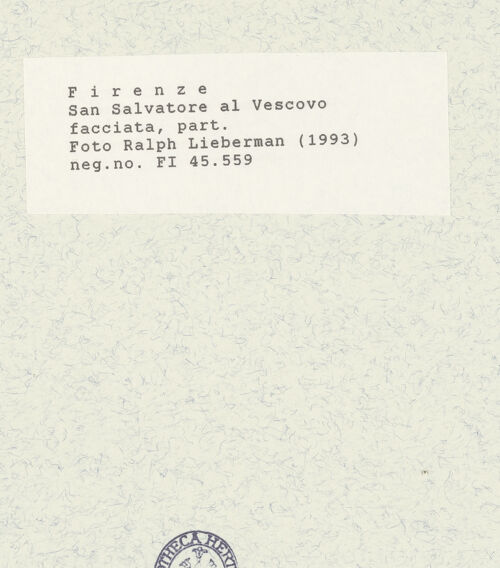 F i r e n z e
San Salvatore al Vescovo
facciata, part.
Foto Ralph Lieberman (1993)
neg.no. FI 45.559